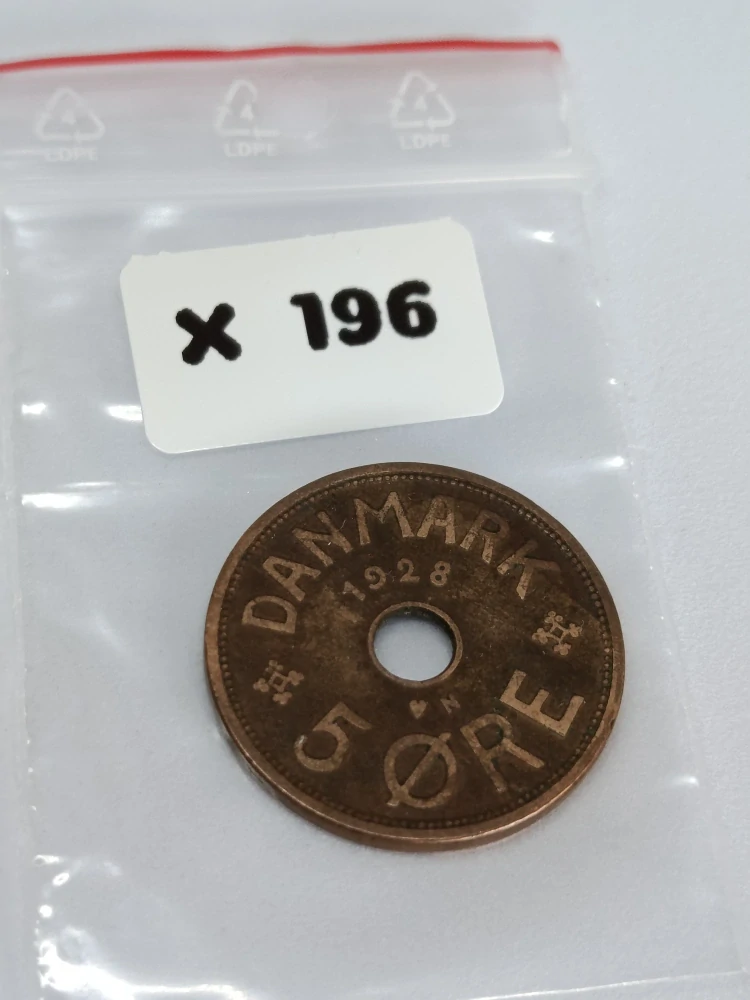 4 4 4
LDPE LDPE LDPE
× 196
DANMARK
1928
♥ N
5 ØRE